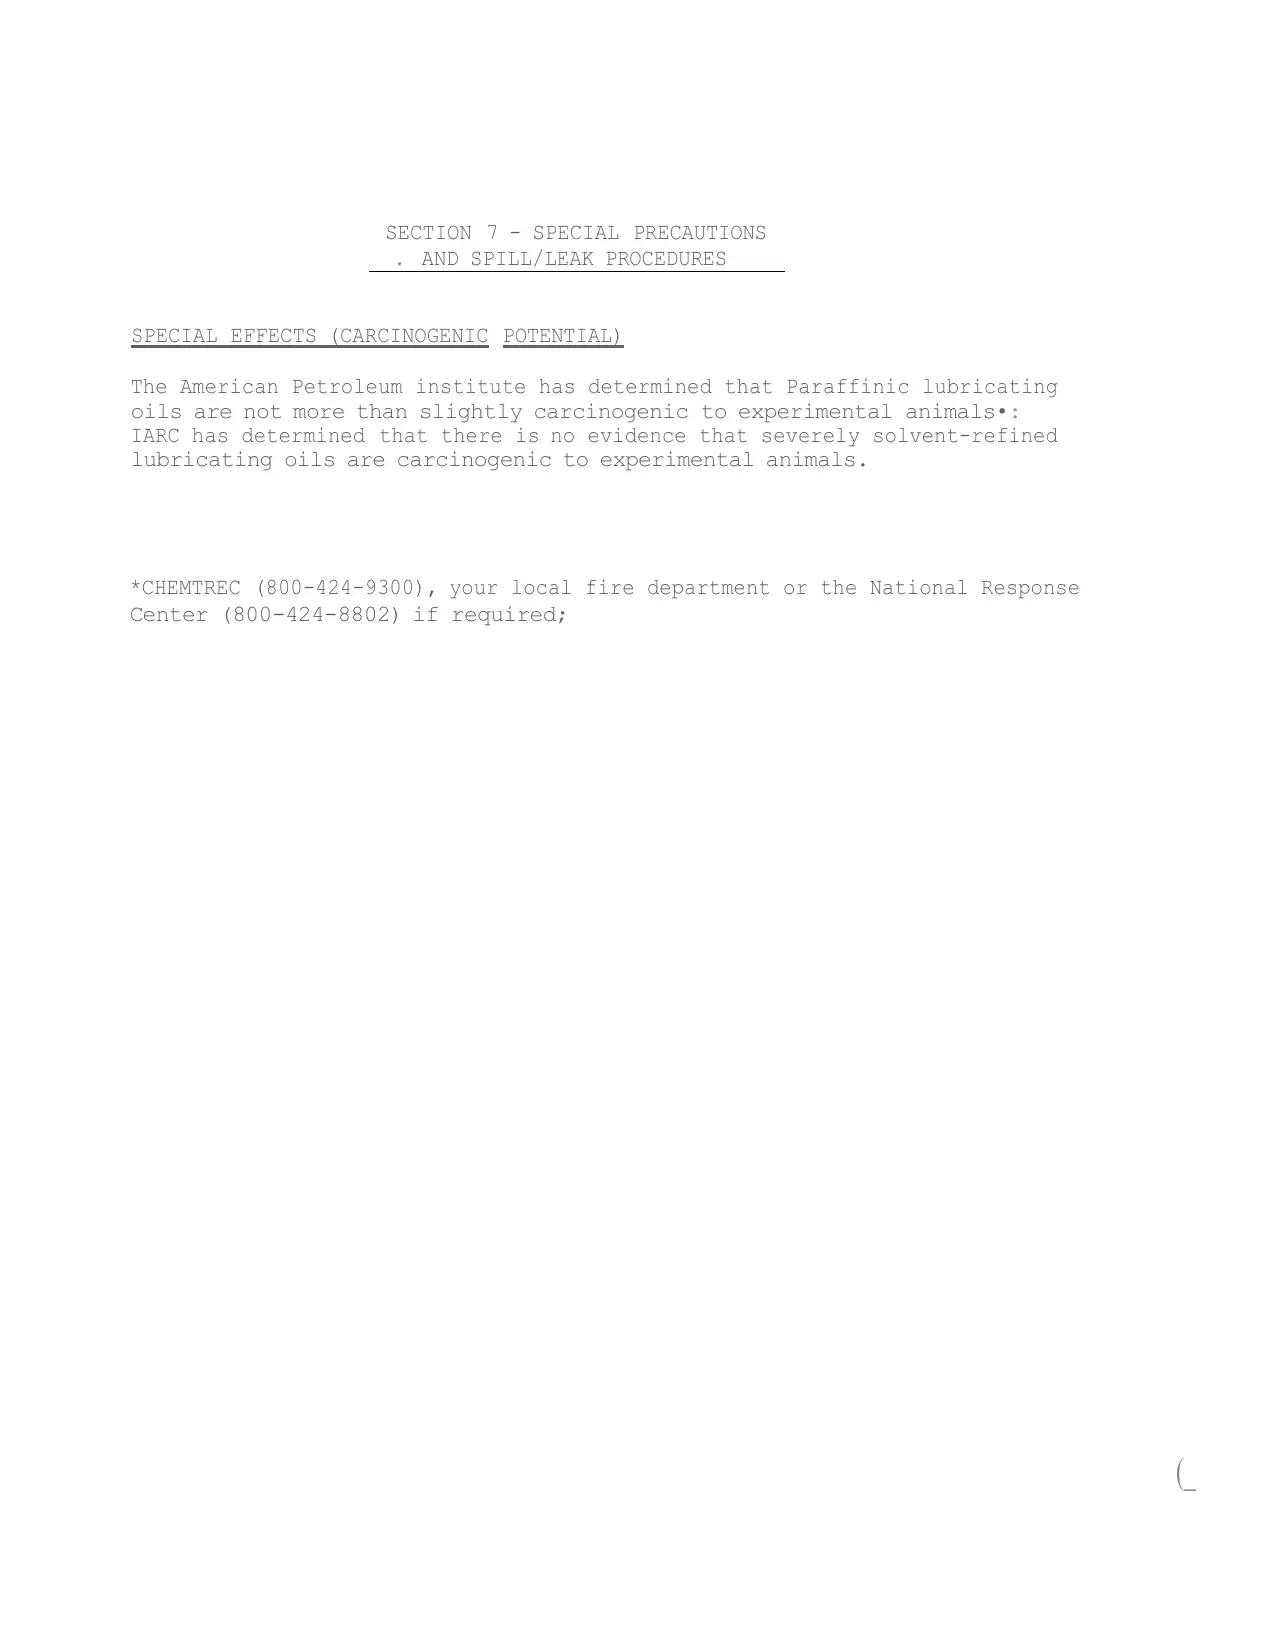 SECTION 7 - SPECIAL PRECAUTIONS
. AND SPILL/LEAK PROCEDURES
SPECIAL EFFECTS (CARCINOGENIC POTENTIAL)
The American Petroleum institute has determined that Paraffinic lubricating
oils are not more than slightly carcinogenic to experimental animals•:
IARC has determined that there is no evidence that severely solvent-refined
lubricating oils are carcinogenic to experimental animals.
*CHEMTREC (800-424-9300), your local fire department or the National Response
Center (800-424-8802) if required;
(_